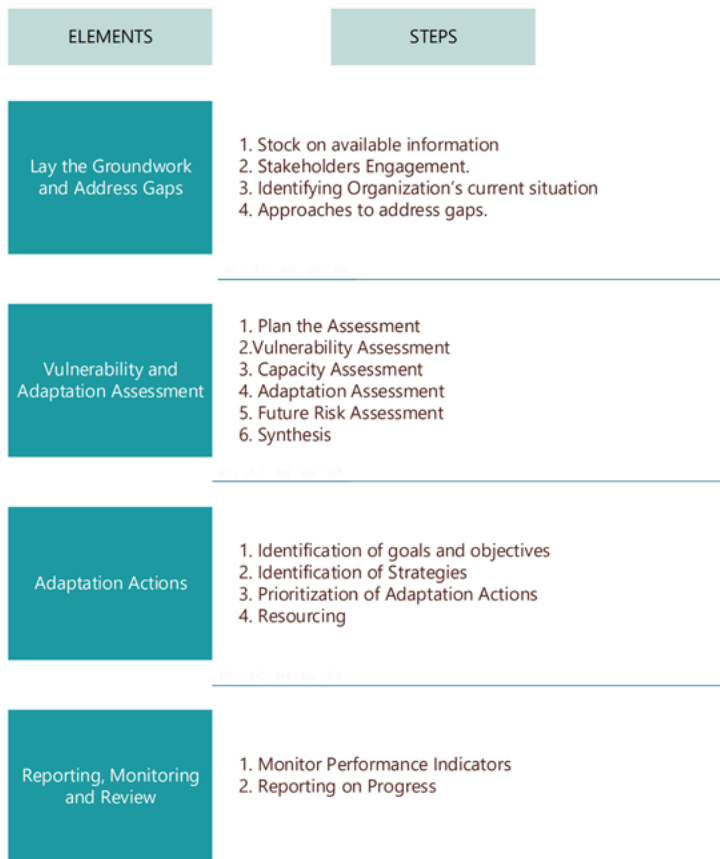 ELEMENTS
STEPS
Lay the Groundwork
and Address Gaps
1. Stock on available information
2. Stakeholders Engagement.
3. Identifying Organization's current situation
4. Approaches to address gaps.
Vulnerability and
Adaptation Assessment
1. Plan the Assessment
2.Vulnerability Assessment
3. Capacity Assessment
4. Adaptation Assessment
5. Future Risk Assessment
6. Synthesis
Adaptation Actions
1. Identification of goals and objectives
2. Identification of Strategies
3. Prioritization of Adaptation Actions
4. Resourcing
Reporting, Monitoring
and Review
1. Monitor Performance Indicators
2. Reporting on Progress